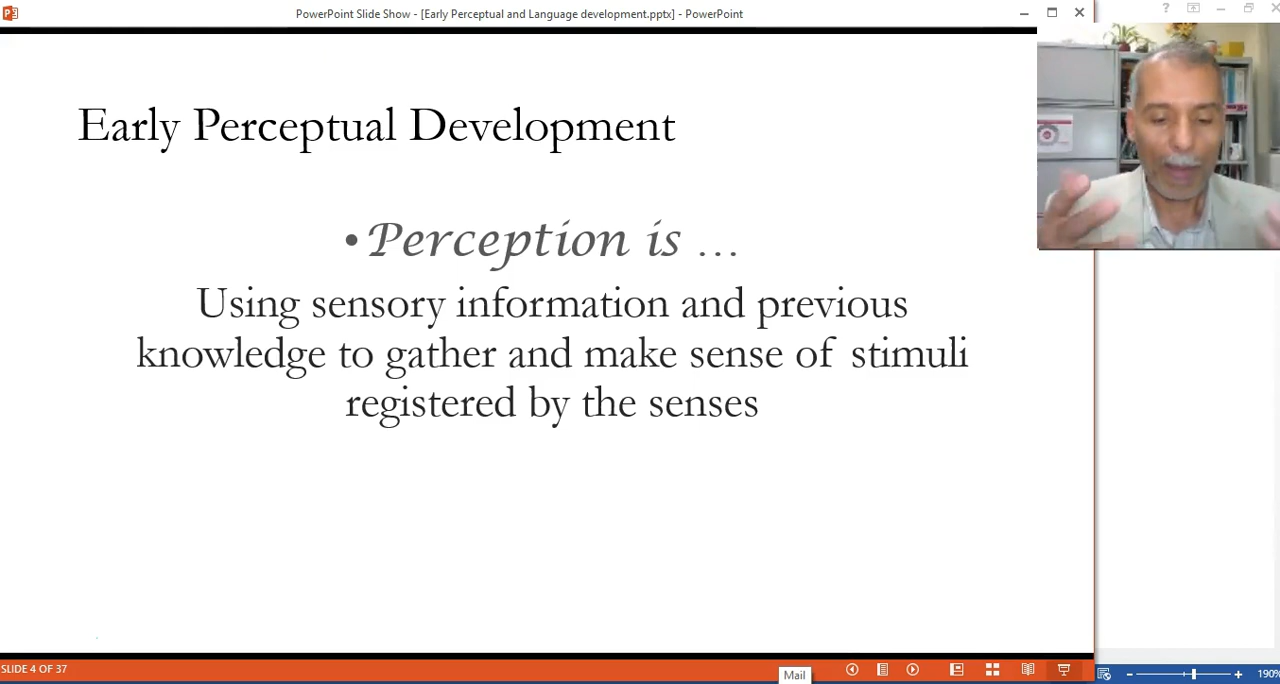 PowerPoint Slide Show - [Early Perceptual and Language development.pptx] - PowerPoint
Early Perceptual Development
• Perception is ...
Using sensory information and previous
knowledge to gather and make sense of stimuli
registered by the senses
SLIDE 4 OF 37
Mail
190%